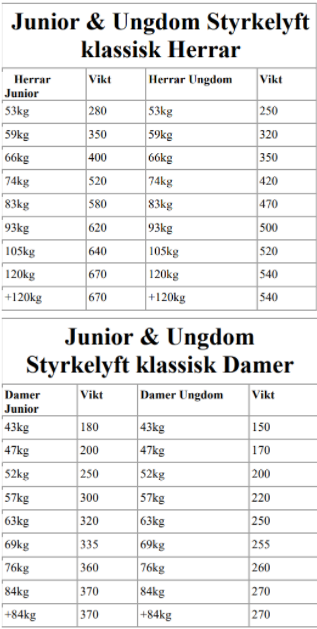 Junior & Ungdom Styrkelyft
klassisk Herrar
Herrar Junior Vikt Herrar Ungdom Vikt
53kg 280 53kg 250
59kg 350 59kg 320
66kg 400 66kg 350
74kg 520 74kg 420
83kg 580 83kg 470
93kg 620 93kg 500
105kg 640 105kg 520
120kg 670 120kg 540
+120kg 670 +120kg 540
Junior & Ungdom
Styrkelyft klassisk Damer
Damer Junior Vikt Damer Ungdom Vikt
43kg 180 43kg 150
47kg 200 47kg 170
52kg 250 52kg 200
57kg 300 57kg 220
63kg 320 63kg 250
69kg 335 69kg 255
76kg 360 76kg 260
84kg 370 84kg 270
+84kg 370 +84kg 270